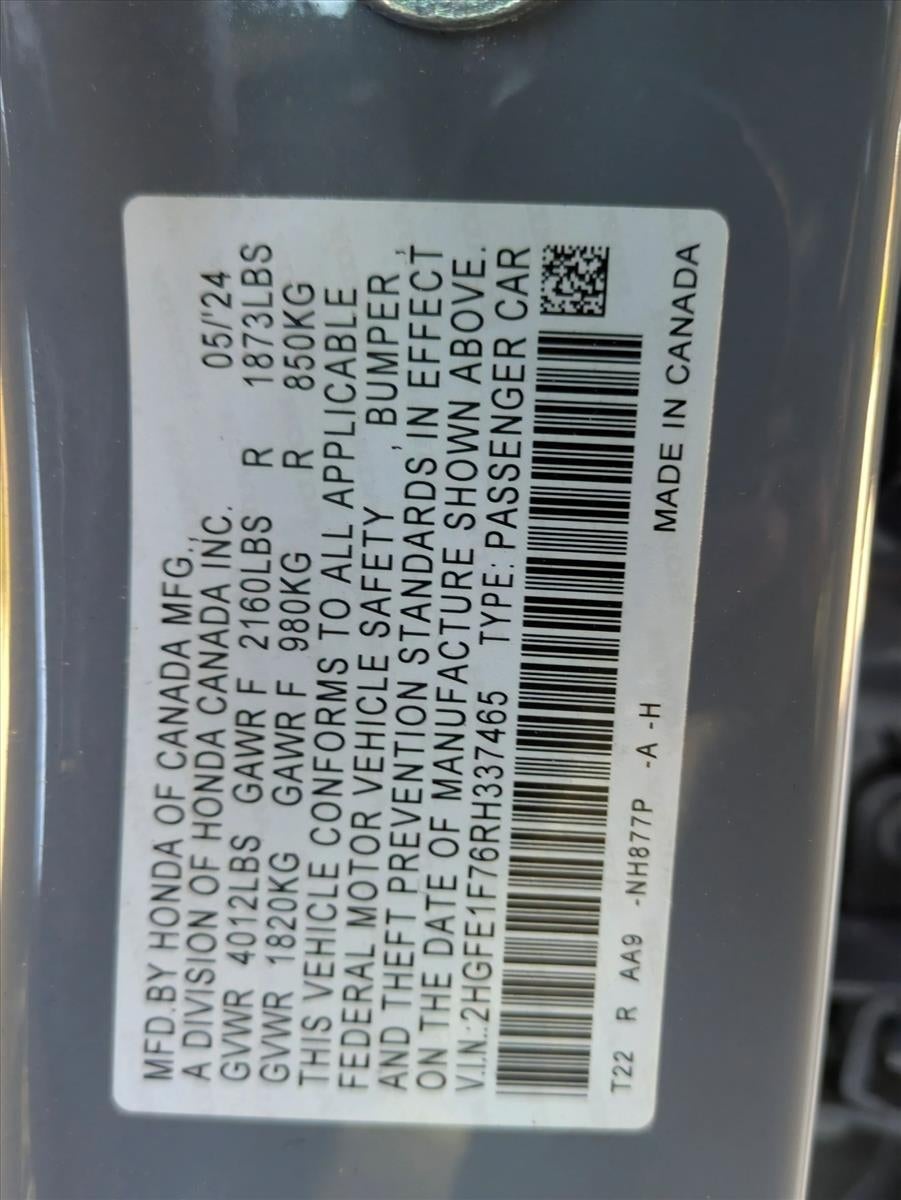 MFD.BY HONDA OF CANADA MFG.,
A DIVISION OF HONDA CANADA INC. 05/'24
GVWR 4012LBS GAWR F 2160LBS R 1873LBS
GVWR 1820KG GAWR F 980KG R 850KG
THIS VEHICLE CONFORMS TO ALL APPLICABLE
FEDERAL MOTOR VEHICLE SAFETY, BUMPER,
AND THEFT PREVENTION STANDARDS IN EFFECT
ON THE DATE OF MANUFACTURE SHOWN ABOVE.
V.I.N.:2HGFE1F76RH337465 TYPE: PASSENGER CAR
T22 R AA9 -NH877P -A -H MADE IN CANADA